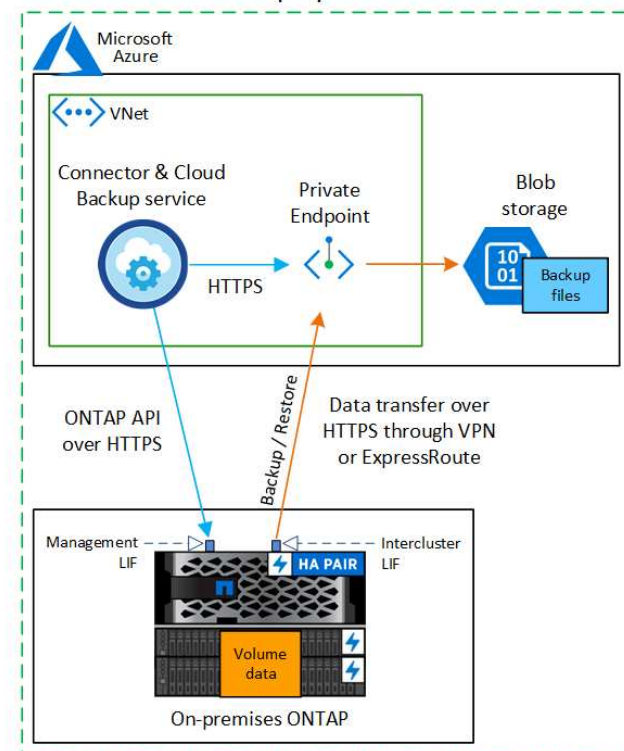 Microsoft
Azure
VNet
Connector & Cloud
Backup service
Private
Endpoint
Blob
storage
HTTPS
10
01
Backup
files
ONTAP API
over HTTPS
Backup / Restore
Data transfer over
HTTPS through VPN
or ExpressRoute
Management
LIF
Intercluster
LIF
HA PAIR
Volume
data
On-premises ONTAP